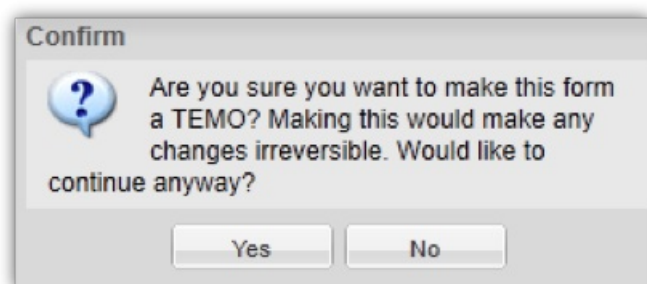 Confirm
Are you sure you want to make this form
a TEMO? Making this would make any
changes irreversible. Would like to
continue anyway?
Yes
No